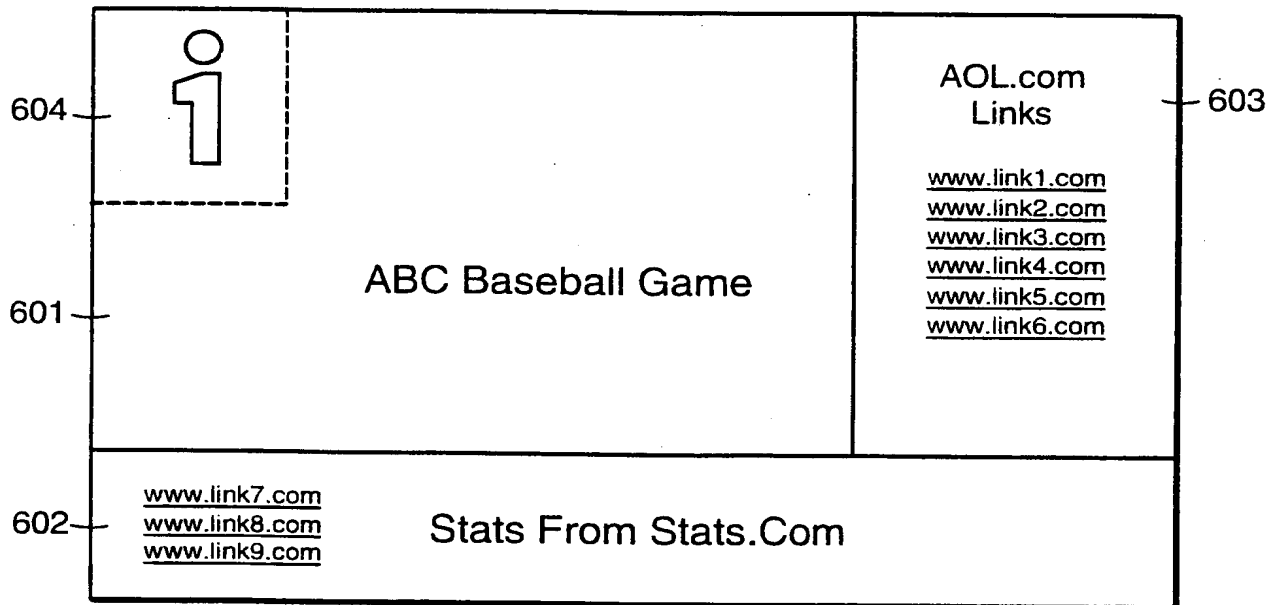 i
604
601
ABC Baseball Game
AOL.com
Links
603
www.link1.com
www.link2.com
www.link3.com
www.link4.com
www.link5.com
www.link6.com
602
www.link7.com
www.link8.com
www.link9.com
Stats From Stats.Com